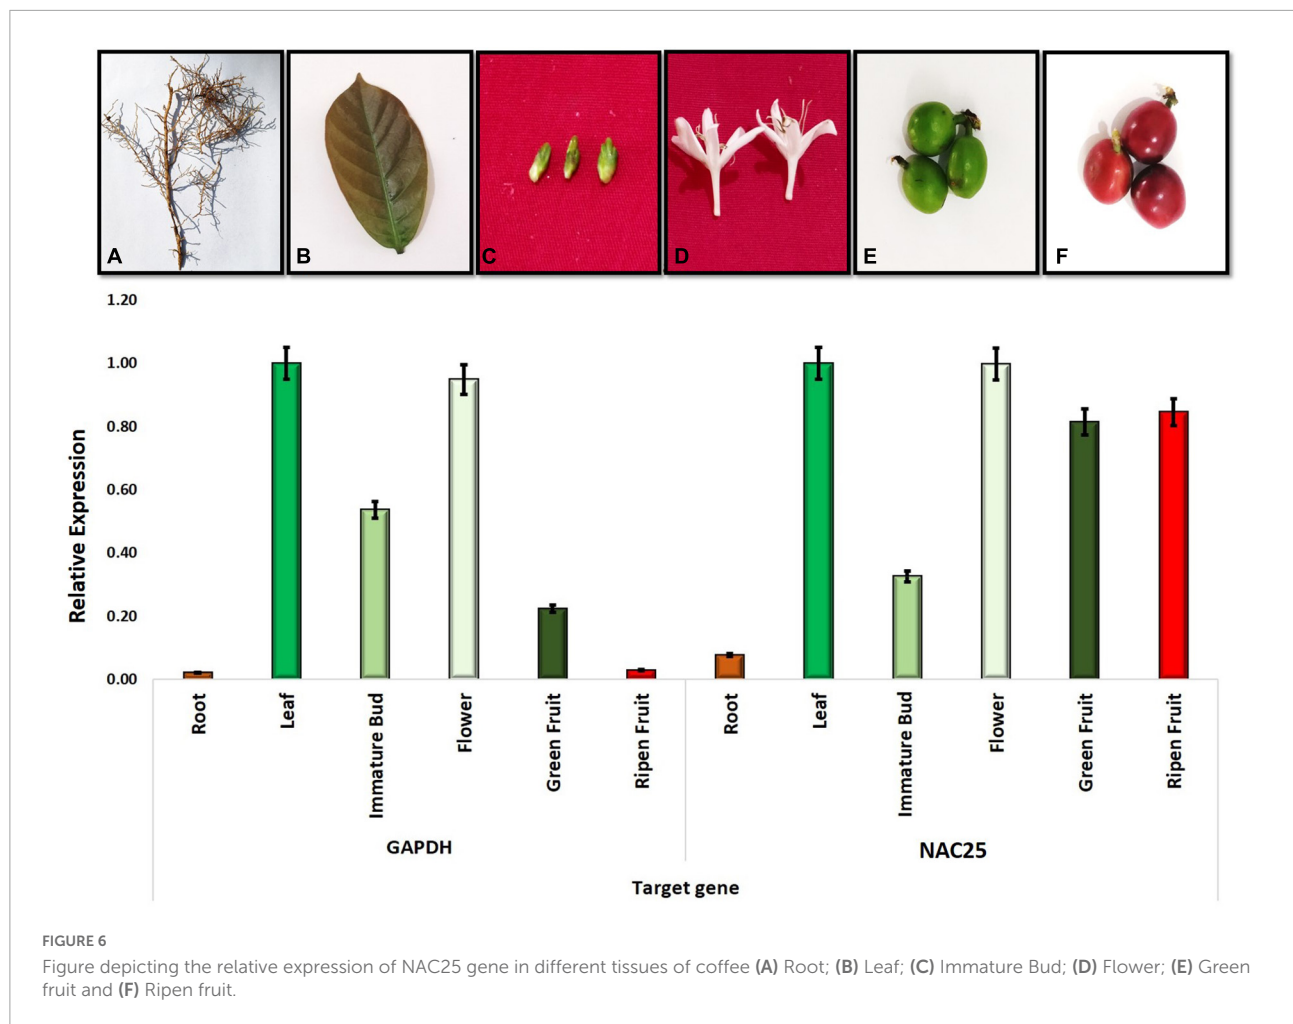 A
B
C
D
E
F
1.20
1.00
0.80
0.60
0.40
0.20
0.00
Relative Expression
Root
Leaf
Immature Bud
Flower
Green Fruit
Ripen Fruit
Root
Leaf
Immature Bud
Flower
Green Fruit
Ripen Fruit
GAPDH
NAC25
Target gene
FIGURE 6
Figure depicting the relative expression of NAC25 gene in different tissues of coffee (A) Root; (B) Leaf; (C) Immature Bud; (D) Flower; (E) Green
fruit and (F) Ripen fruit.